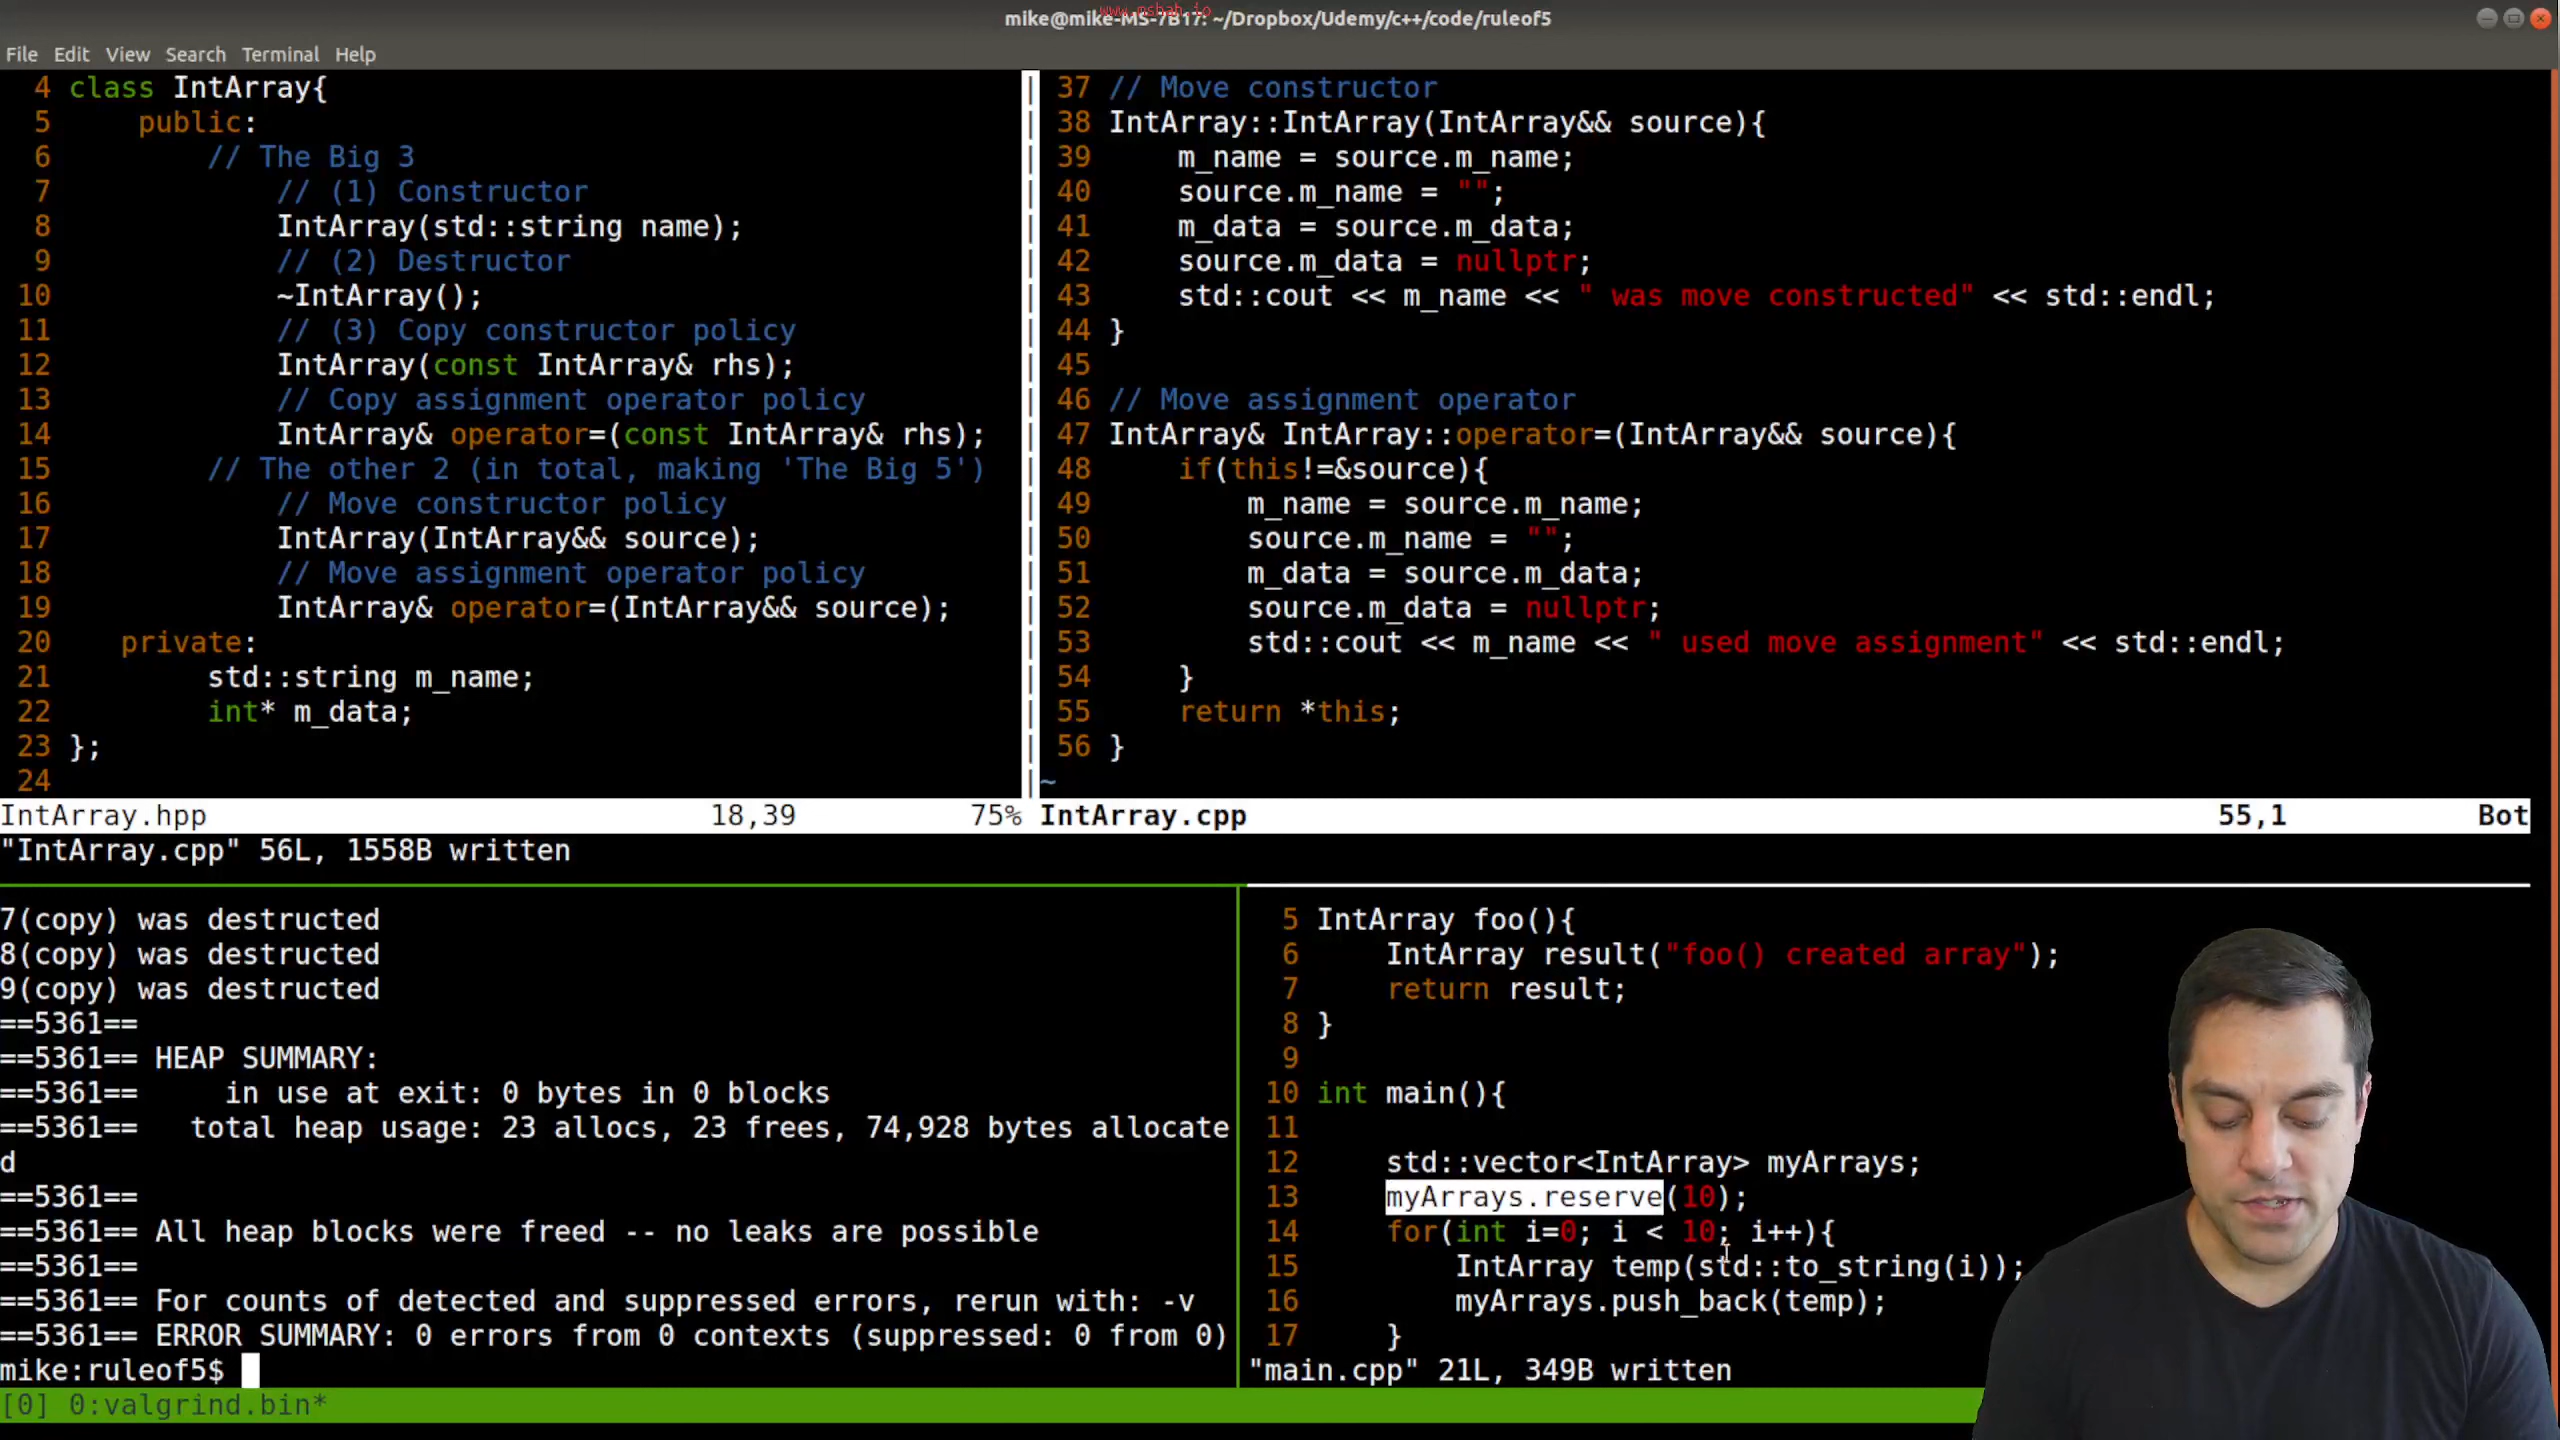 www.mshah.io
mike@mike-MS-7B17: ~/Dropbox/Udemy/c++/code/ruleof5
File Edit View Search Terminal Help
4 class IntArray{
5 public:
6 // The Big 3
7 // (1) Constructor
8 IntArray(std::string name);
9 // (2) Destructor
10 ~IntArray();
11 // (3) Copy constructor policy
12 IntArray(const IntArray& rhs);
13 // Copy assignment operator policy
14 IntArray& operator=(const IntArray& rhs);
15 // The other 2 (in total, making 'The Big 5')
16 // Move constructor policy
17 IntArray(IntArray&& source);
18 // Move assignment operator policy
19 IntArray& operator=(IntArray&& source);
20 private:
21 std::string m_name;
22 int* m_data;
23 };
24
IntArray.hpp 18,39 75%
37 // Move constructor
38 IntArray::IntArray(IntArray&& source){
39 m_name = source.m_name;
40 source.m_name = "";
41 m_data = source.m_data;
42 source.m_data = nullptr;
43 std::cout << m_name << " was move constructed" << std::endl;
44 }
45
46 // Move assignment operator
47 IntArray& IntArray::operator=(IntArray&& source){
48 if(this!=&source){
49 m_name = source.m_name;
50 source.m_name = "";
51 m_data = source.m_data;
52 source.m_data = nullptr;
53 std::cout << m_name << " used move assignment" << std::endl;
54 }
55 return *this;
56 }
~
IntArray.cpp 55,1 Bot
"IntArray.cpp" 56L, 1558B written
7(copy) was destructed
8(copy) was destructed
9(copy) was destructed
==5361==
==5361== HEAP SUMMARY:
==5361== in use at exit: 0 bytes in 0 blocks
==5361== total heap usage: 23 allocs, 23 frees, 74,928 bytes allocate
d
==5361==
==5361== All heap blocks were freed -- no leaks are possible
==5361==
==5361== For counts of detected and suppressed errors, rerun with: -v
==5361== ERROR SUMMARY: 0 errors from 0 contexts (suppressed: 0 from 0)
mike:ruleof5$
5 IntArray foo(){
6 IntArray result("foo() created array");
7 return result;
8 }
9
10 int main(){
11
12 std::vector<IntArray> myArrays;
13 myArrays.reserve(10);
14 for(int i=0; i < 10; i++){
15 IntArray temp(std::to_string(i));
16 myArrays.push_back(temp);
17 }
"main.cpp" 21L, 349B written
[0] 0:valgrind.bin*